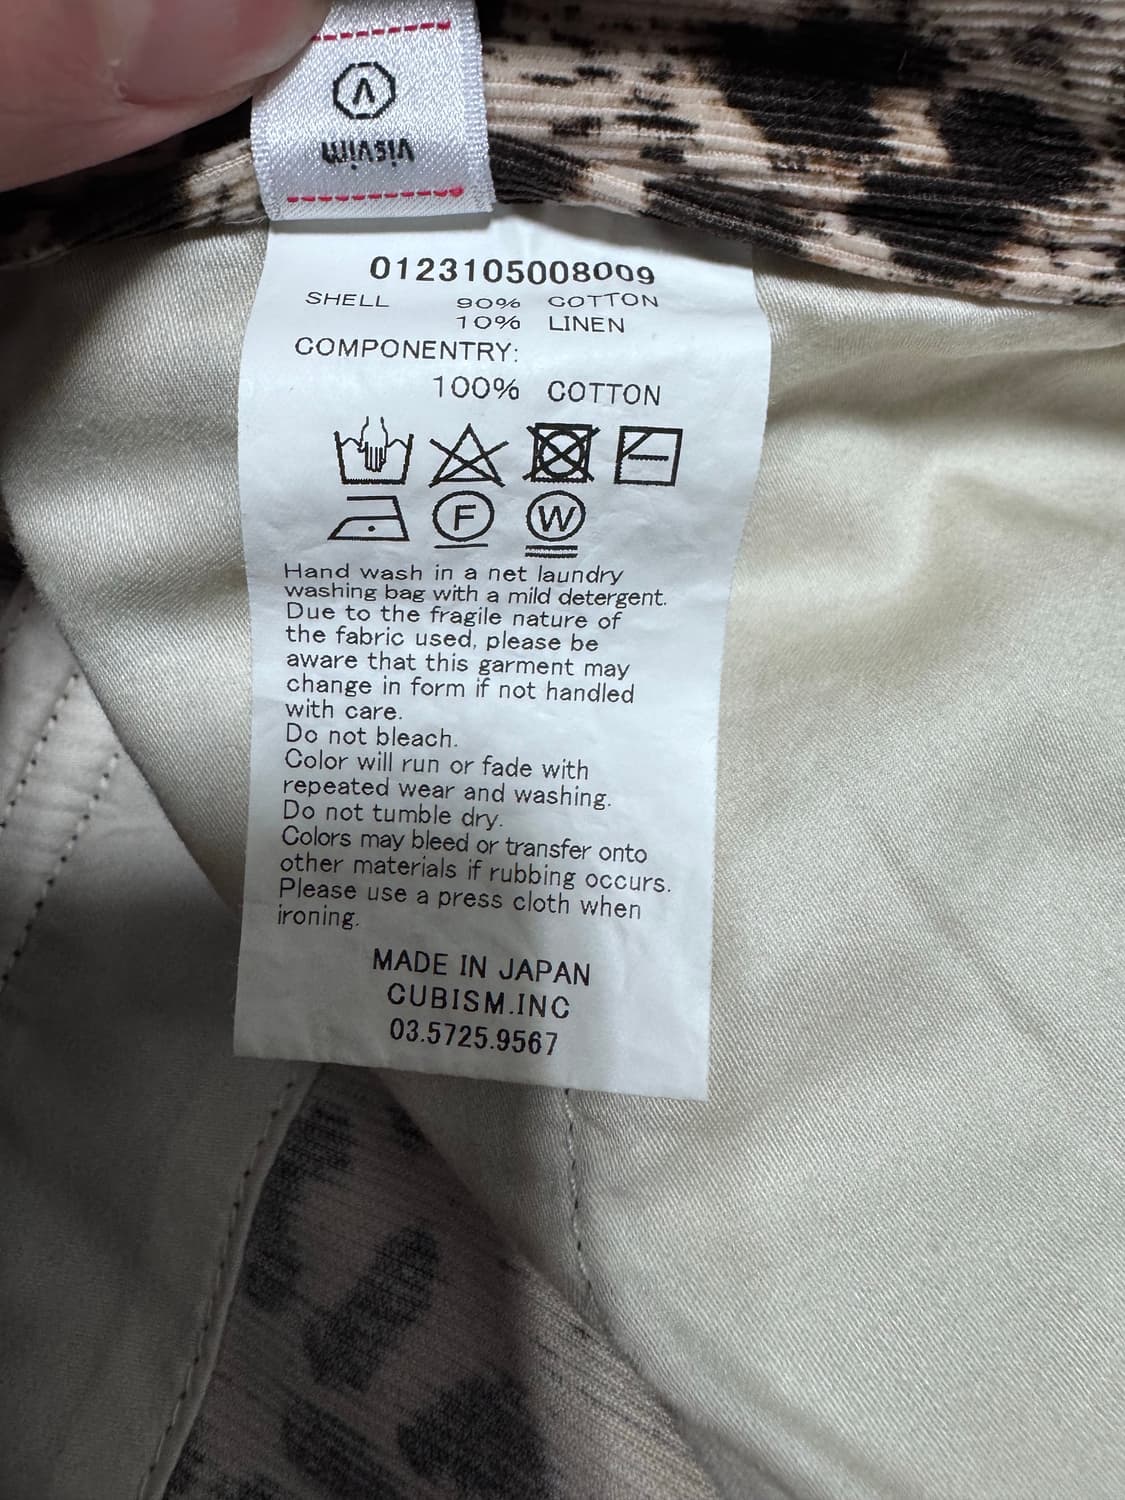 V
visvim
0123105008009
SHELL 90% COTTON
10% LINEN
COMPONENTRY:
100% COTTON
F W
Hand wash in a net laundry
washing bag with a mild detergent.
Due to the fragile nature of
the fabric used, please be
aware that this garment may
change in form if not handled
with care.
Do not bleach.
Color will run or fade with
repeated wear and washing.
Do not tumble dry.
Colors may bleed or transfer onto
other materials if rubbing occurs.
Please use a press cloth when
ironing.
MADE IN JAPAN
CUBISM.INC
03.5725.9567